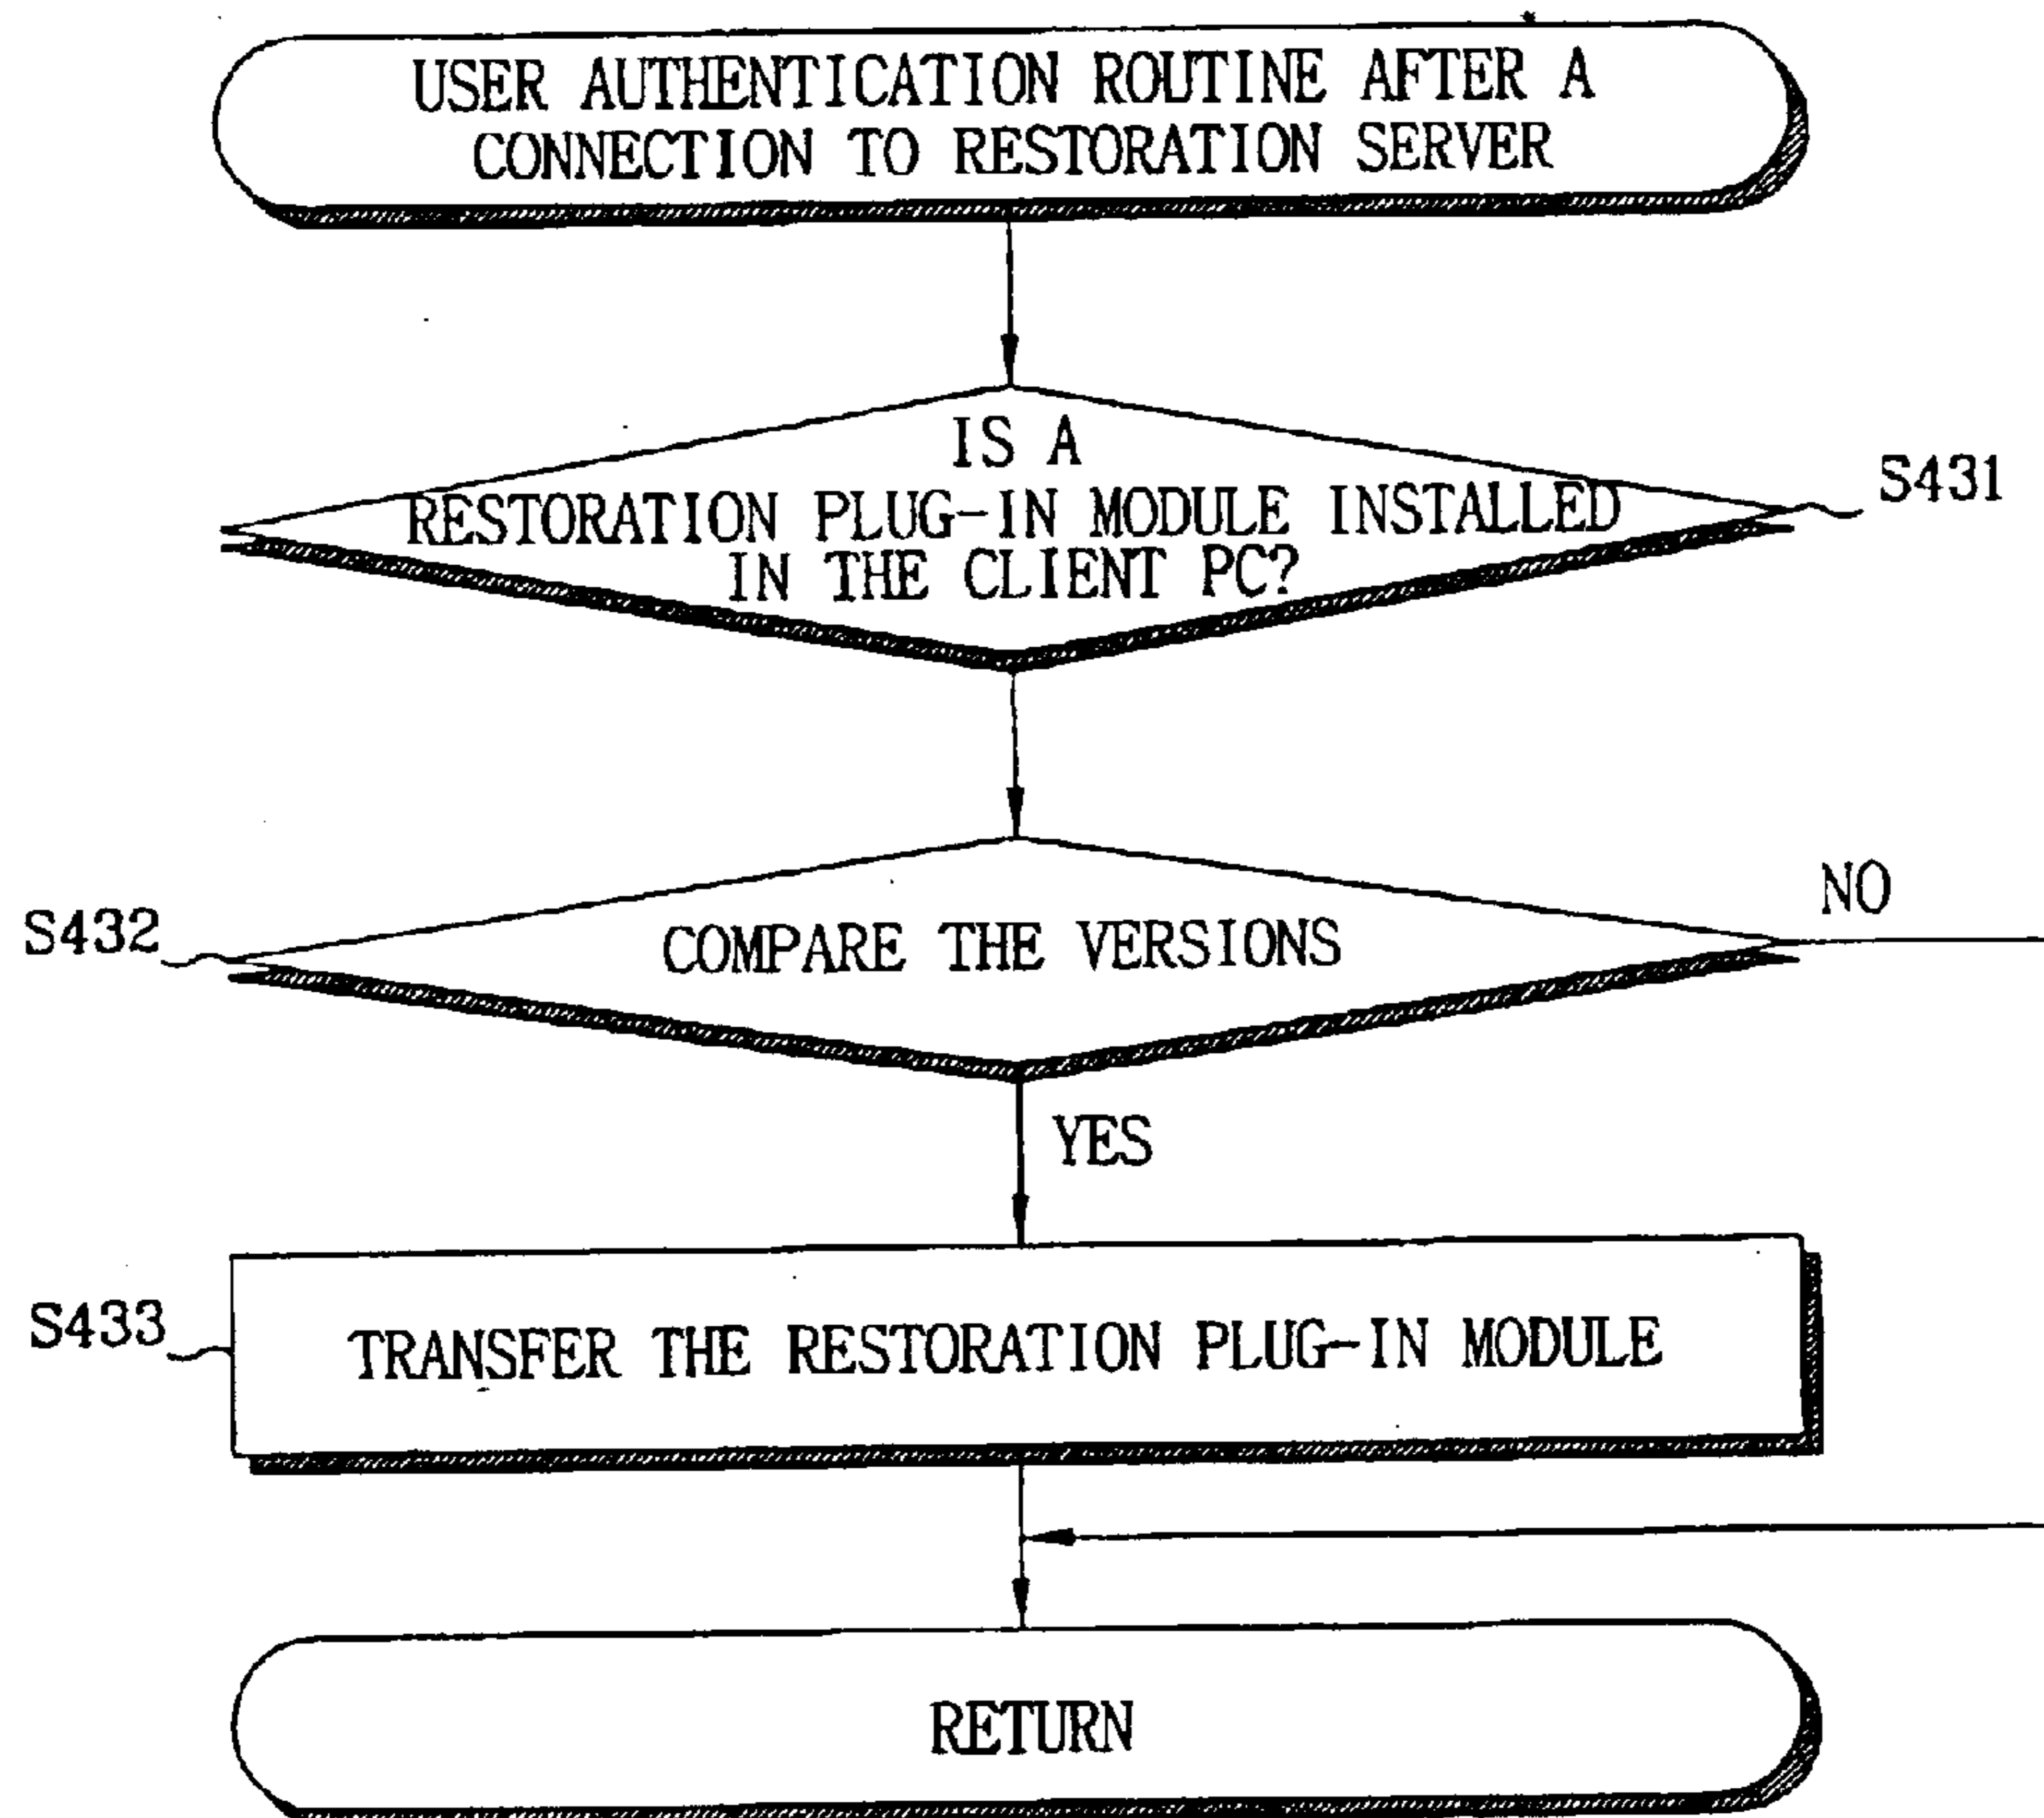 USER AUTHENTICATION ROUTINE AFTER A
CONNECTION TO RESTORATION SERVER
IS A
RESTORATION PLUG-IN MODULE INSTALLED
IN THE CLIENT PC?
S431
COMPARE THE VERSIONS
S432
NO
YES
TRANSFER THE RESTORATION PLUG-IN MODULE
S433
RETURN